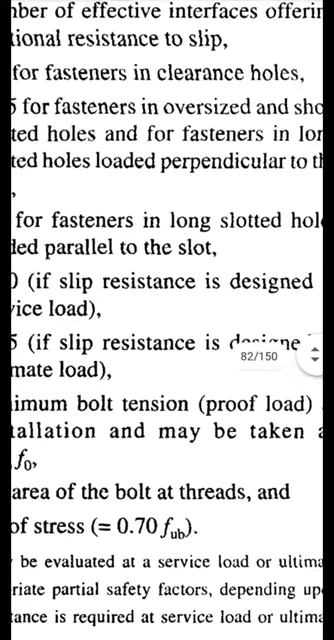 nber of effective interfaces offerin
tional resistance to slip,
for fasteners in clearance holes,
5 for fasteners in oversized and sho
ted holes and for fasteners in lon
ted holes loaded perpendicular to th
,
for fasteners in long slotted hol
ded parallel to the slot,
0 (if slip resistance is designed
vice load),
5 (if slip resistance is designe
mate load),
82/150
imum bolt tension (proof load)
tallation and may be taken a
f0,
area of the bolt at threads, and
of stress (= 0.70 fub).
be evaluated at a service load or ultima
riate partial safety factors, depending up
tance is required at service load or ultima